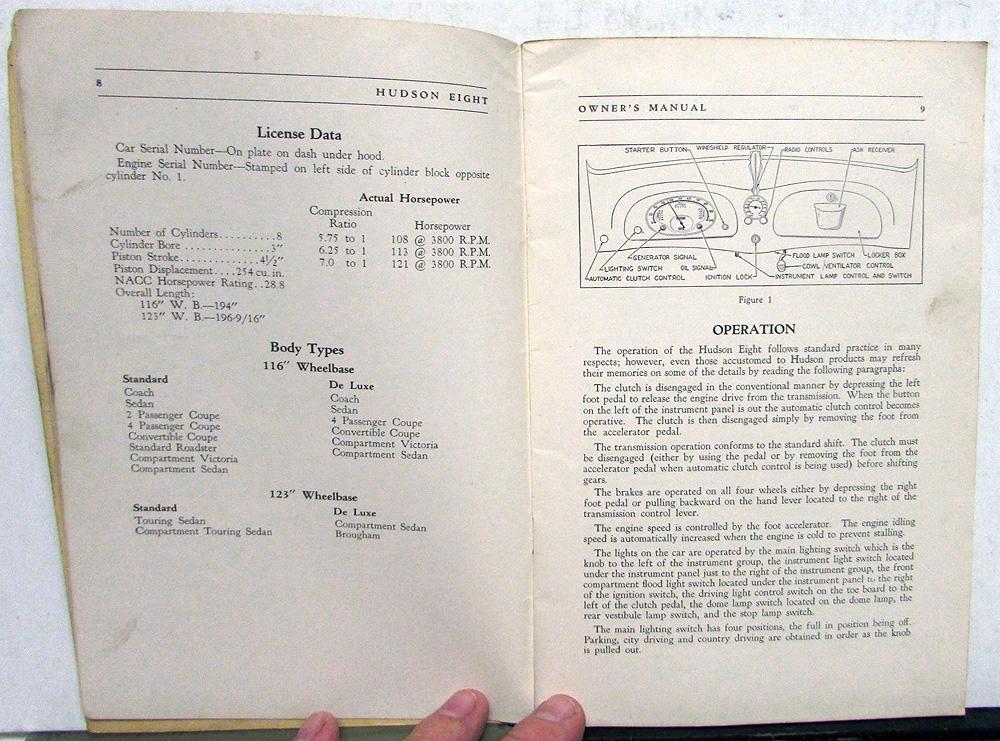 8
HUDSON EIGHT
License Data
Car Serial Number—On plate on dash under hood.
Engine Serial Number—Stamped on left side of cylinder block opposite
cylinder No. 1.
Actual Horsepower
Compression
Ratio Horsepower
Number of Cylinders..........8 5.75 to 1 108 @ 3800 R.P.M.
Cylinder Bore ..............3″ 6.25 to 1 113 @ 3800 R.P.M.
Piston Stroke.............4½″ 7.0 to 1 121 @ 3800 R.P.M.
Piston Displacement....254 cu. in.
NACC Horsepower Rating..28.8
Overall Length:
116″ W. B.—194″
123″ W. B.—196-9/16″
Body Types
116″ Wheelbase
Standard
Coach
Sedan
2 Passenger Coupe
4 Passenger Coupe
Convertible Coupe
Standard Roadster
Compartment Victoria
Compartment Sedan
De Luxe
Coach
Sedan
4 Passenger Coupe
Convertible Coupe
Compartment Victoria
Compartment Sedan
123″ Wheelbase
Standard
Touring Sedan
Compartment Touring Sedan
De Luxe
Compartment Sedan
Brougham
OWNER'S MANUAL 9
STARTER BUTTON WINDSHIELD REGULATOR RADIO CONTROLS ASH RECEIVER
GENERATOR SIGNAL FLOOD LAMP SWITCH LOCKER BOX
LIGHTING SWITCH OIL SIGNAL COWL VENTILATOR CONTROL
AUTOMATIC CLUTCH CONTROL IGNITION LOCK INSTRUMENT LAMP CONTROL AND SWITCH
Figure 1
OPERATION
The operation of the Hudson Eight follows standard practice in many
respects; however, even those accustomed to Hudson products may refresh
their memories on some of the details by reading the following paragraphs:
The clutch is disengaged in the conventional manner by depressing the left
foot pedal to release the engine drive from the transmission. When the button
on the left of the instrument panel is out the automatic clutch control becomes
operative. The clutch is then disengaged simply by removing the foot from
the accelerator pedal.
The transmission operation conforms to the standard shift. The clutch must
be disengaged (either by using the pedal or by removing the foot from the
accelerator pedal when automatic clutch control is being used) before shifting
gears.
The brakes are operated on all four wheels either by depressing the right
foot pedal or pulling backward on the hand lever located to the right of the
transmission control lever.
The engine speed is controlled by the foot accelerator. The engine idling
speed is automatically increased when the engine is cold to prevent stalling.
The lights on the car are operated by the main lighting switch which is the
knob to the left of the instrument group, the instrument light switch located
under the instrument panel just to the right of the instrument group, the front
compartment flood light switch located under the instrument panel to the right
of the ignition switch, the driving light control switch on the toe board to the
left of the clutch pedal, the dome lamp switch located on the dome lamp, the
rear vestibule lamp switch, and the stop lamp switch.
The main lighting switch has four positions, the full in position being off.
Parking, city driving and country driving are obtained in order as the knob
is pulled out.